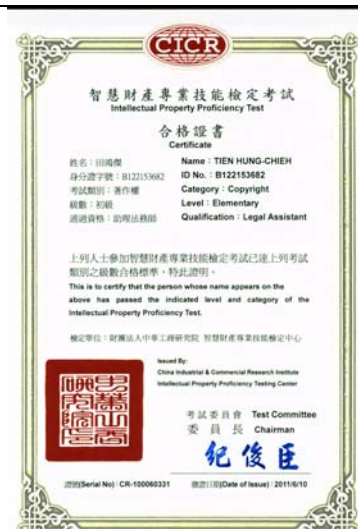 CICR
智慧財產專業技能檢定考試
Intellectual Property Proficiency Test
合格證書
Certificate
姓名：田鴻傑 Name：TIEN HUNG-CHIEH
身分證字號：B122153682 ID No.：B122153682
考試類別：著作權 Category：Copyright
級數：初級 Level：Elementary
通過資格：助理法務師 Qualification：Legal Assistant
上列人士參加智慧財產專業技能檢定考試已達上列考試
類別之級數合格標準，特此證明。
This is to certify that the person whose name appears on the
above has passed the indicated level and category of the
Intellectual Property Proficiency Test.
檢定單位：財團法人中華工商研究院 智慧財產專業技能檢定中心
Issued By:
China Industrial & Commercial Research Institute
Intellectual Property Proficiency Testing Center
考試委員會 Test Committee
委員長 Chairman
紀俊臣
證號(Serial No)：CR-100060331 發證日期(Date of Issue)：2011/6/10